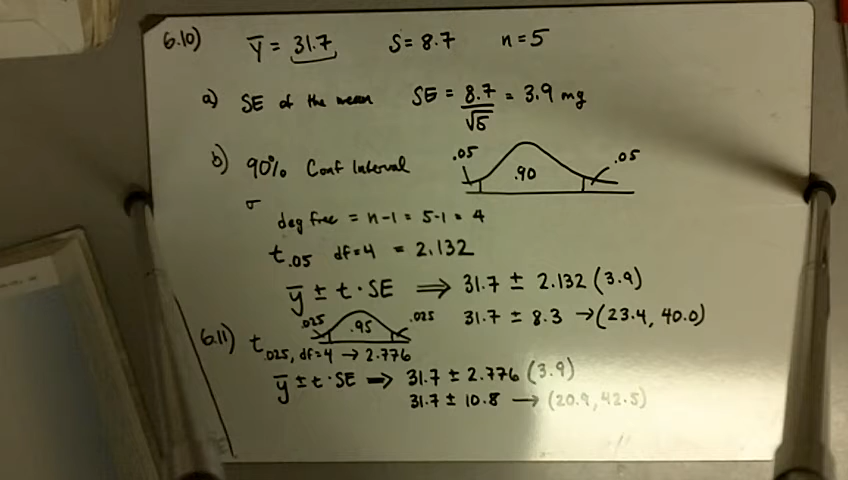 6.10) ȳ = 31.7 S = 8.7 n = 5
a) SE of the mean SE = 8.7/√5 = 3.9 mg
b) 90% Conf Interval .05 .90 .05
σ
deg free = n-1 = 5-1 = 4
t.05 df=4 = 2.132
ȳ ± t · SE ⇒ 31.7 ± 2.132 (3.9)
31.7 ± 8.3 → (23.4, 40.0)
6.11) .025 .95 .025
t.025, df=4 → 2.776
ȳ ± t · SE → 31.7 ± 2.776 (3.9)
31.7 ± 10.8 → (20.9, 42.5)